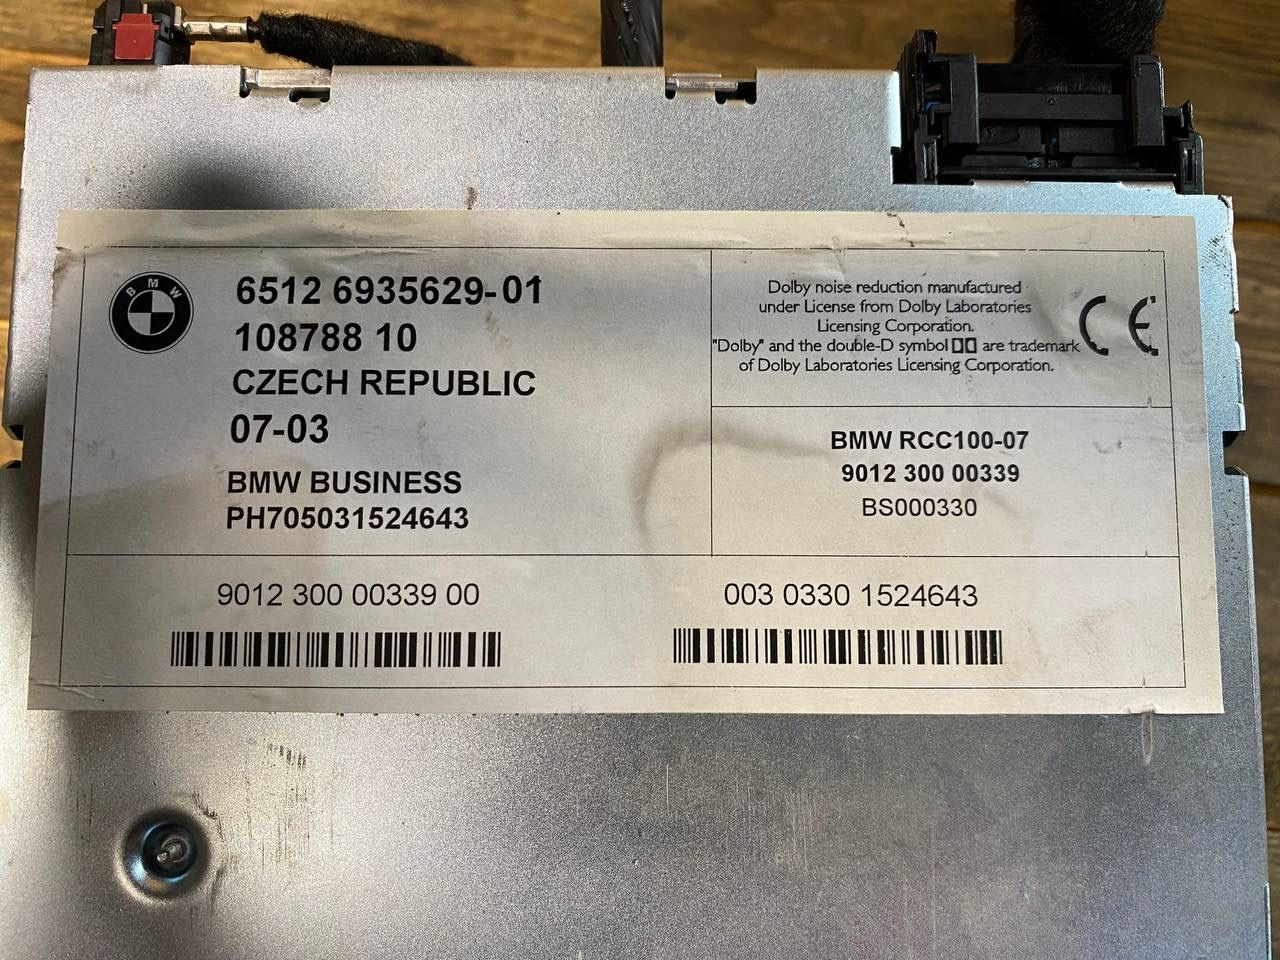 BMW
6512 6935629-01
108788 10
CZECH REPUBLIC
07-03
BMW BUSINESS
PH705031524643
Dolby noise reduction manufactured
under License from Dolby Laboratories
Licensing Corporation.
"Dolby" and the double-D symbol are trademark
of Dolby Laboratories Licensing Corporation.
CE
BMW RCC100-07
9012 300 00339
BS000330
9012 300 00339 00
003 0330 1524643